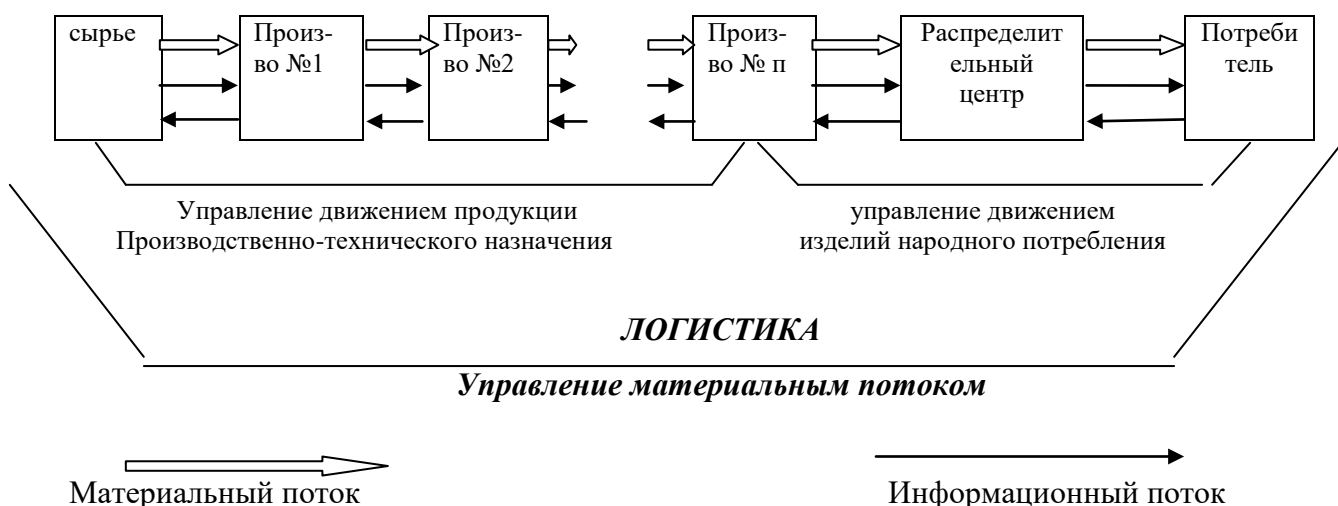 сырье
Произ-
во №1
Произ-
во №2
Произ-
во № п
Распределит
ельный
центр
Потреби
тель
Управление движением продукции
Производственно-технического назначения
управление движением
изделий народного потребления
ЛОГИСТИКА
Управление материальным потоком
Материальный поток
Информационный поток